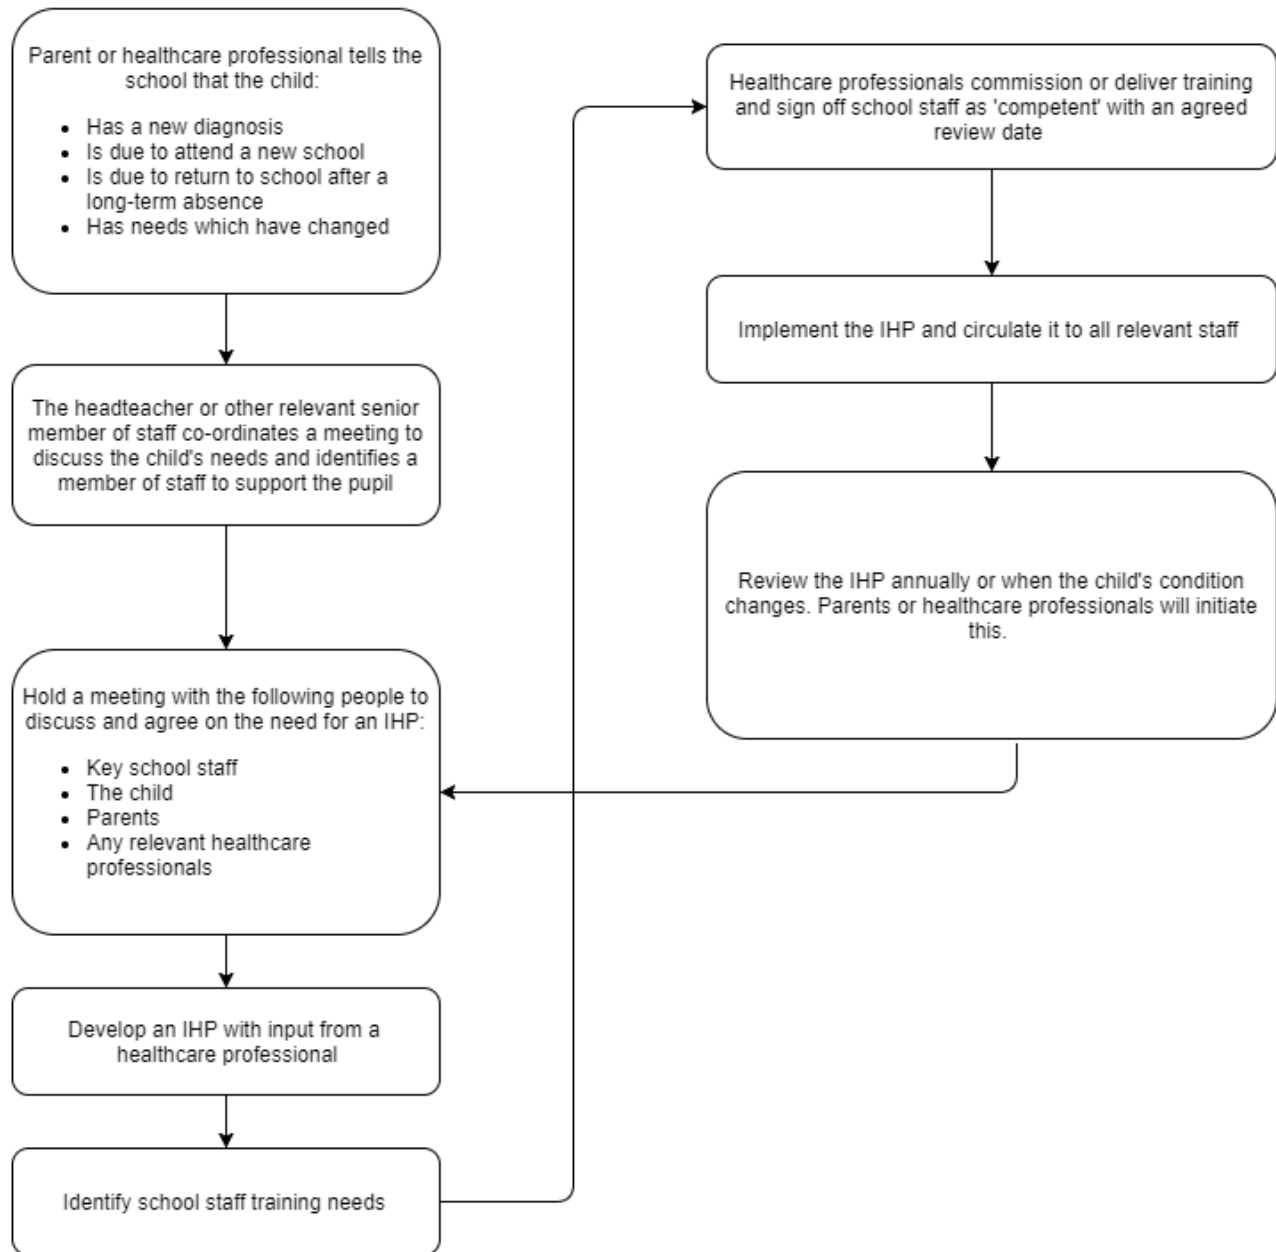 Parent or healthcare professional tells the
school that the child:
• Has a new diagnosis
• Is due to attend a new school
• Is due to return to school after a
long-term absence
• Has needs which have changed
The headteacher or other relevant senior
member of staff co-ordinates a meeting to
discuss the child's needs and identifies a
member of staff to support the pupil
Hold a meeting with the following people to
discuss and agree on the need for an IHP:
• Key school staff
• The child
• Parents
• Any relevant healthcare
professionals
Develop an IHP with input from a
healthcare professional
Identify school staff training needs
Healthcare professionals commission or deliver training
and sign off school staff as 'competent' with an agreed
review date
Implement the IHP and circulate it to all relevant staff
Review the IHP annually or when the child's condition
changes. Parents or healthcare professionals will initiate
this.